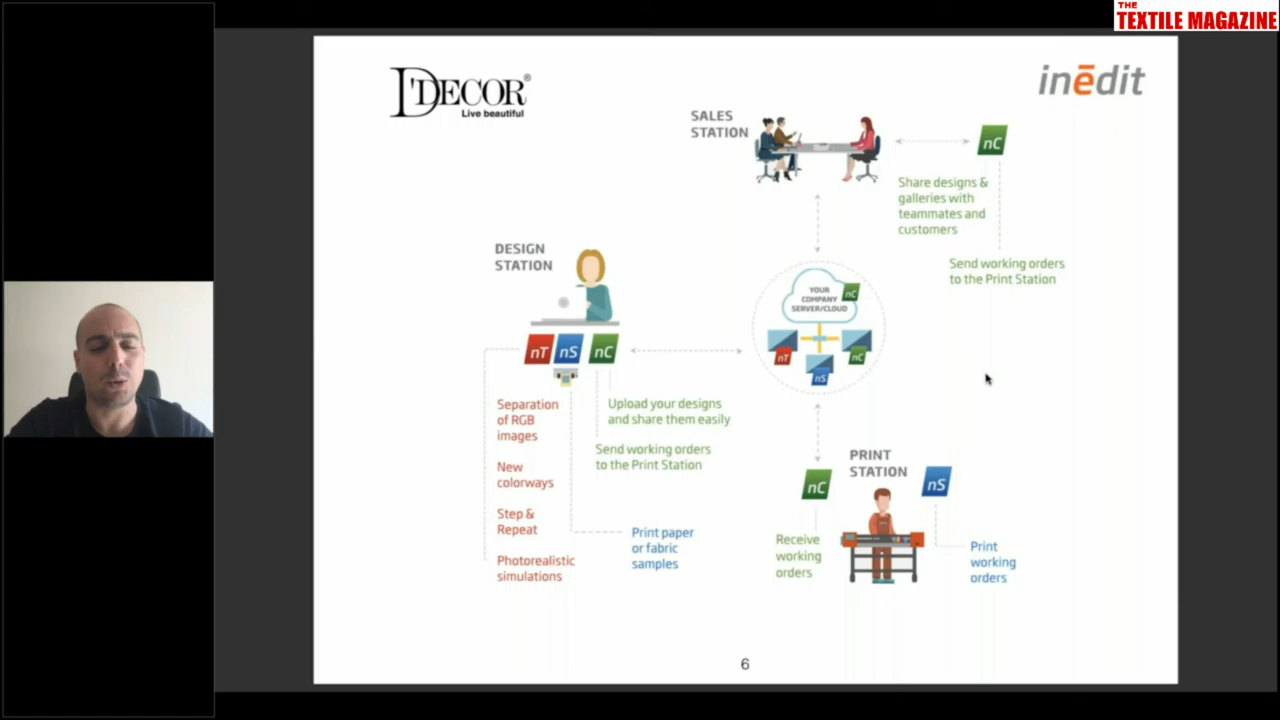 THE
TEXTILE MAGAZINE
D'DECOR®
Live beautiful
inēdit
SALES
STATION
nC
Share designs &
galleries with
teammates and
customers
Send working orders
to the Print Station
DESIGN
STATION
nT nS nC
YOUR
COMPANY
SERVER/CLOUD
nC
nT
nC
nS
Separation
of RGB
images
New
colorways
Step &
Repeat
Photorealistic
simulations
Upload your designs
and share them easily
Send working orders
to the Print Station
Print paper
or fabric
samples
PRINT
STATION
nC
nS
Receive
working
orders
Print
working
orders
6